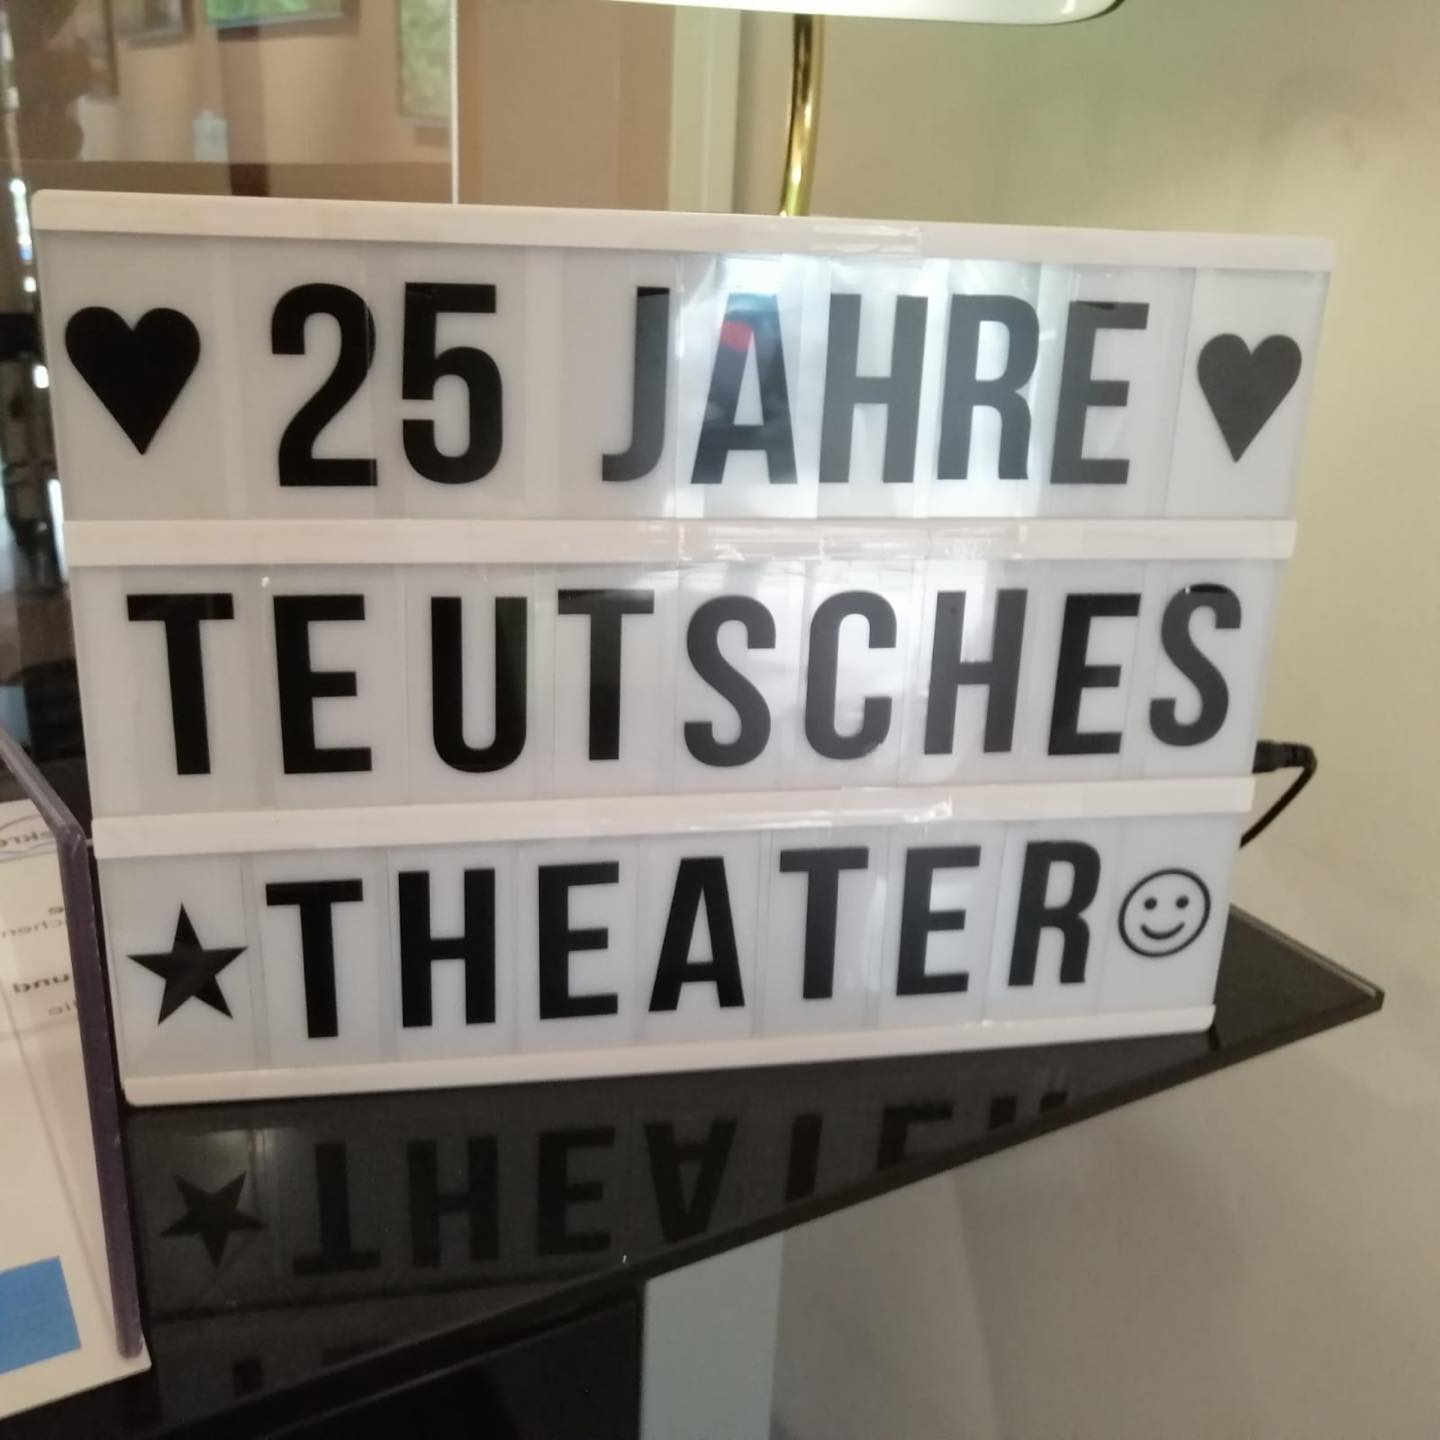 ♥ 25 JAHRE ♥
TEUTSCHES
★ THEATER ☺